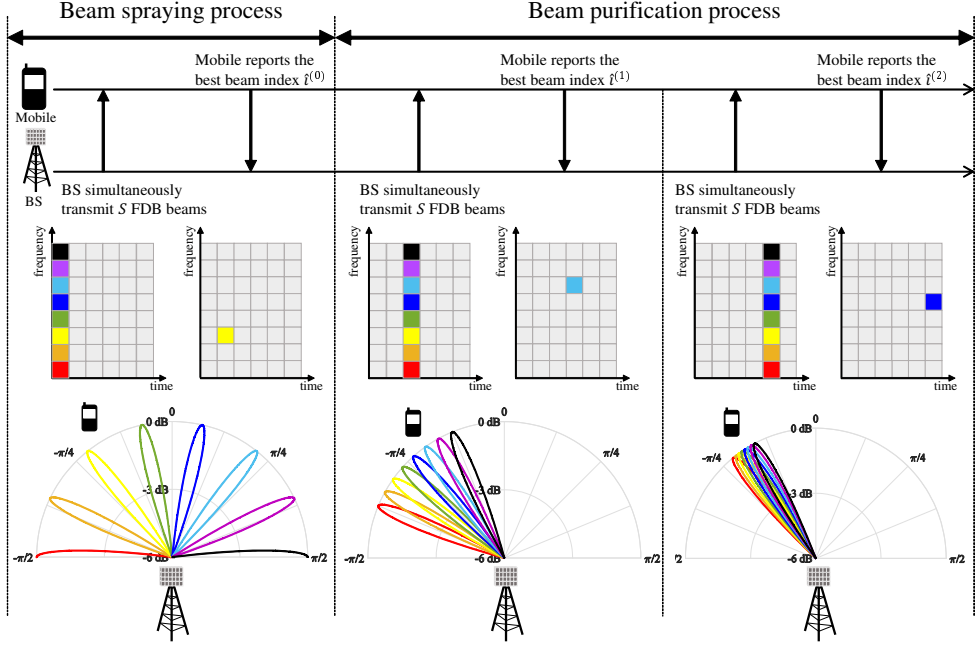 Beam spraying process
Beam purification process
Mobile reports the
best beam index î⁽⁰⁾
Mobile reports the
best beam index î⁽¹⁾
Mobile reports the
best beam index î⁽²⁾
Mobile
BS
BS simultaneously
transmit S FDB beams
BS simultaneously
transmit S FDB beams
BS simultaneously
transmit S FDB beams
frequency
time
frequency
time
frequency
time
frequency
time
frequency
time
frequency
time
0
0 dB
-π/4
π/4
-3 dB
-π/2
-6 dB
π/2
0
0 dB
-π/4
π/4
-3 dB
-π/2
-6 dB
π/2
0
0 dB
-π/4
π/4
-3 dB
π/2
-6 dB
π/2